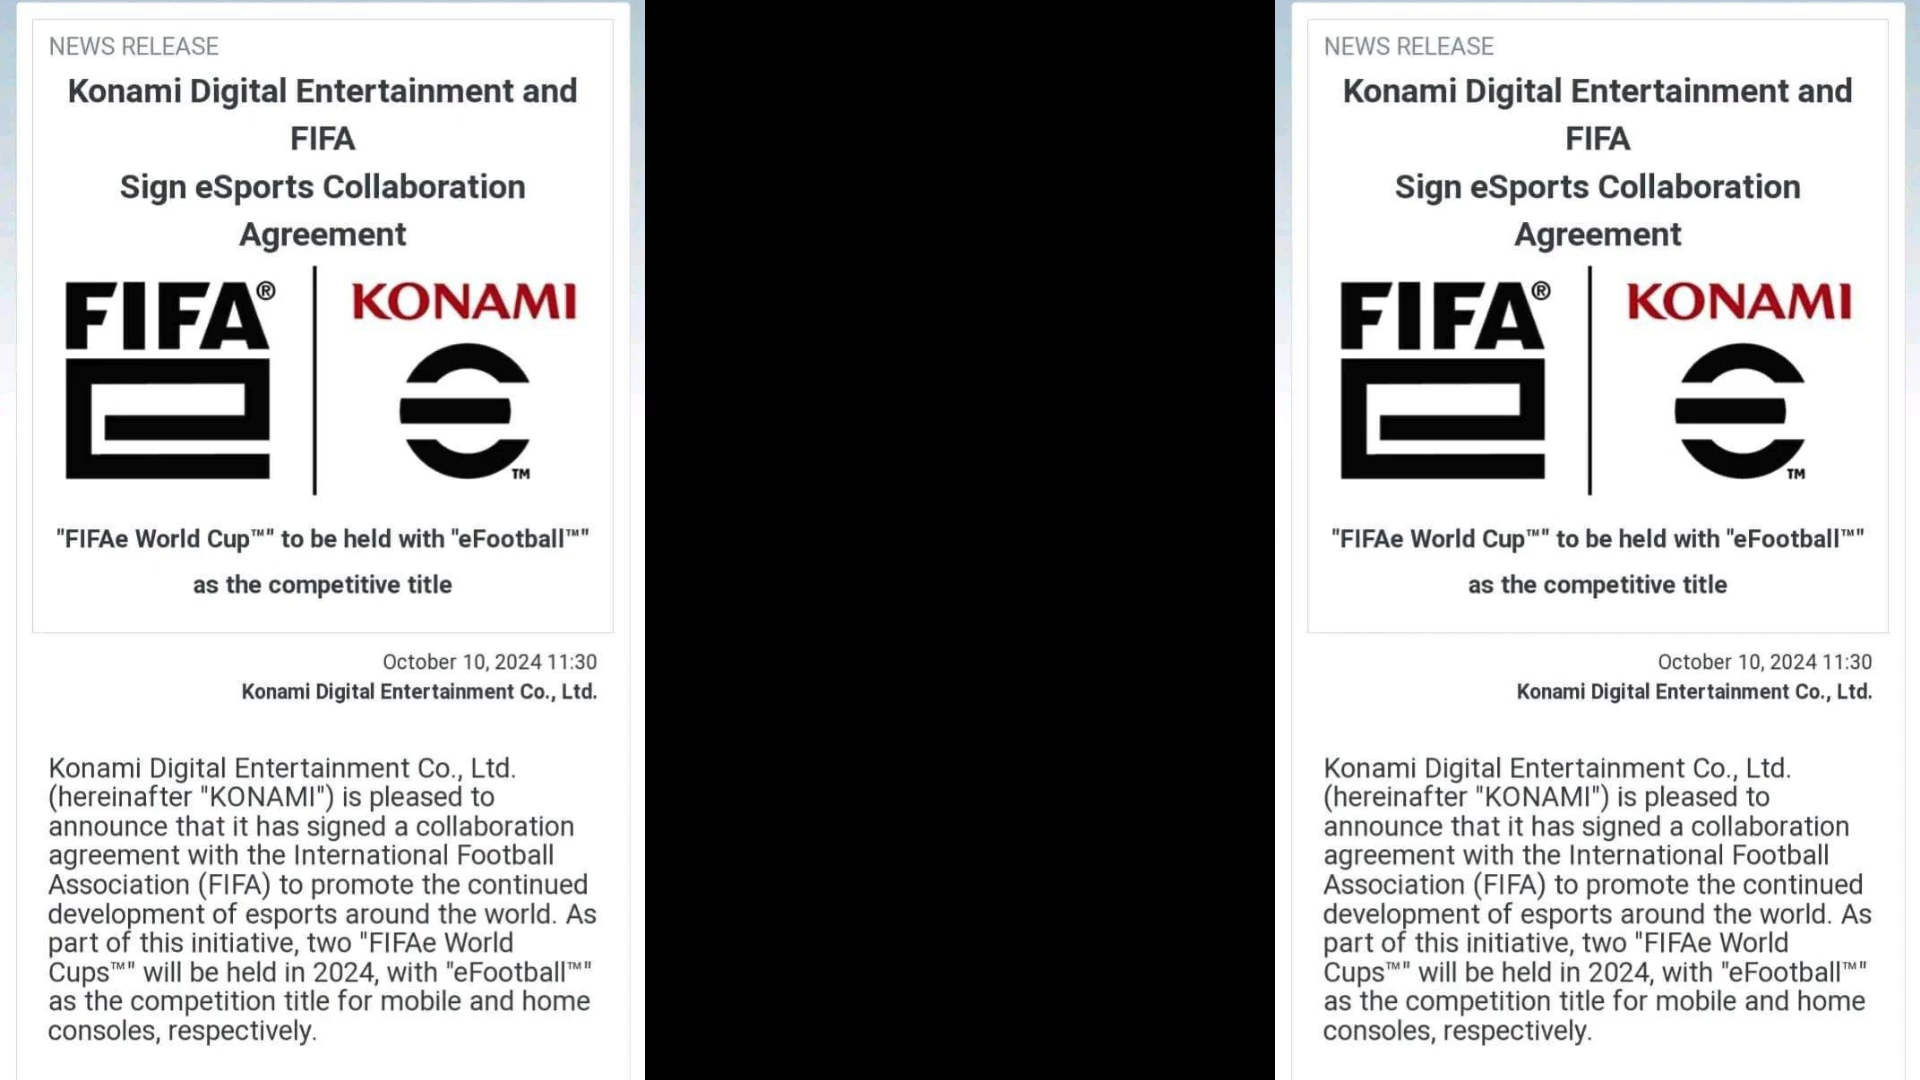 NEWS RELEASE
Konami Digital Entertainment and
FIFA
Sign eSports Collaboration
Agreement
FIFA®
e
KONAMI
e
TM
"FIFAe World Cup™" to be held with "eFootball™"
as the competitive title
October 10, 2024 11:30
Konami Digital Entertainment Co., Ltd.
Konami Digital Entertainment Co., Ltd.
(hereinafter "KONAMI") is pleased to
announce that it has signed a collaboration
agreement with the International Football
Association (FIFA) to promote the continued
development of esports around the world. As
part of this initiative, two "FIFAe World
Cups™" will be held in 2024, with "eFootball™"
as the competition title for mobile and home
consoles, respectively.
NEWS RELEASE
Konami Digital Entertainment and
FIFA
Sign eSports Collaboration
Agreement
FIFA®
e
KONAMI
e
TM
"FIFAe World Cup™" to be held with "eFootball™"
as the competitive title
October 10, 2024 11:30
Konami Digital Entertainment Co., Ltd.
Konami Digital Entertainment Co., Ltd.
(hereinafter "KONAMI") is pleased to
announce that it has signed a collaboration
agreement with the International Football
Association (FIFA) to promote the continued
development of esports around the world. As
part of this initiative, two "FIFAe World
Cups™" will be held in 2024, with "eFootball™"
as the competition title for mobile and home
consoles, respectively.